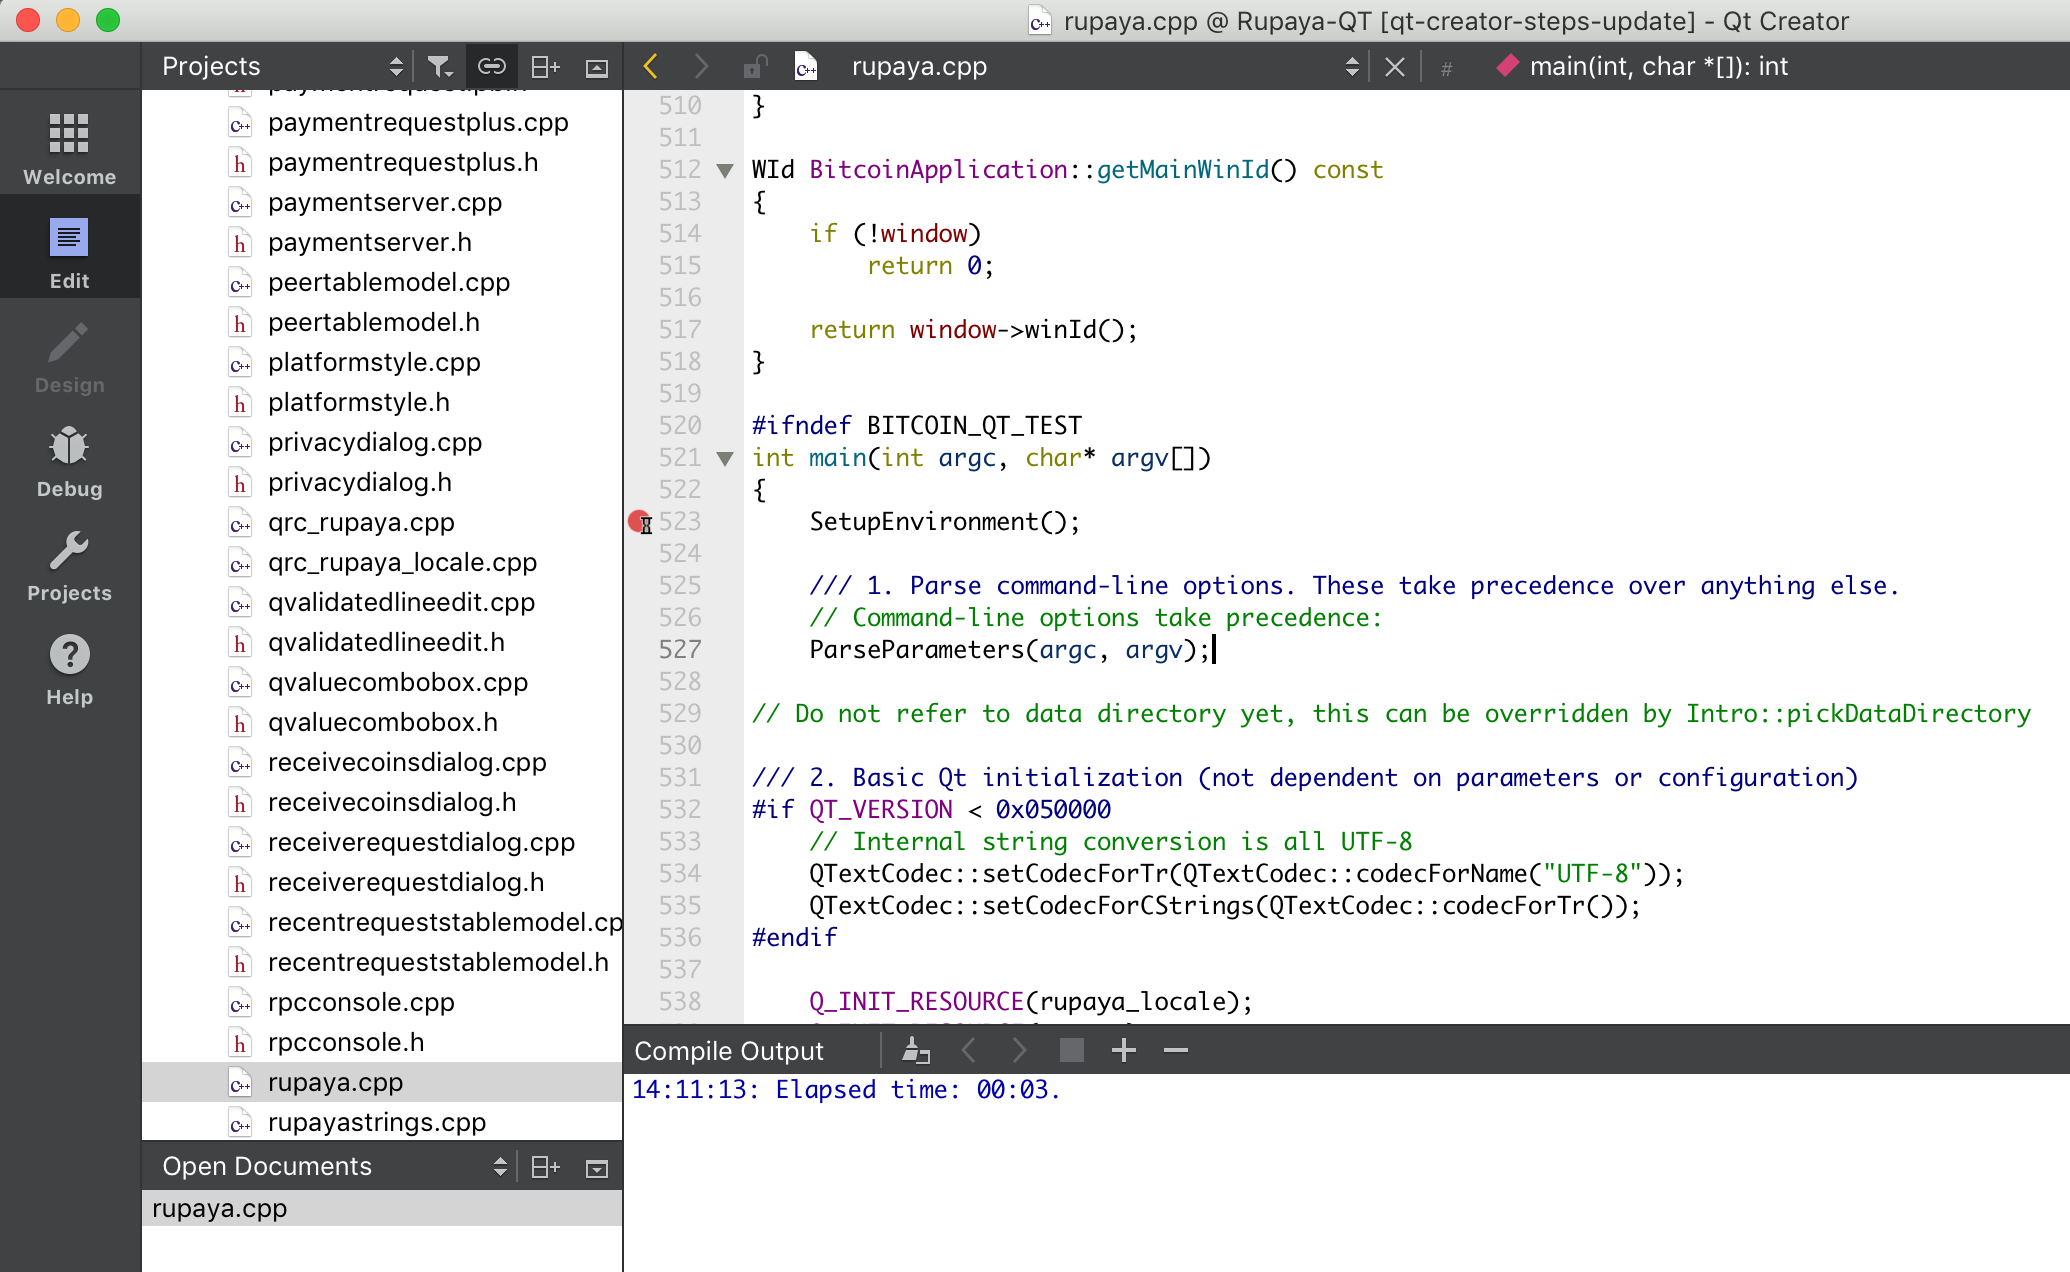 rupaya.cpp @ Rupaya-QT [qt-creator-steps-update] - Qt Creator
Projects
rupaya.cpp
#
main(int, char *[]): int
Welcome
Edit
Design
Debug
Projects
Help
paymentrequestplus.cpp
paymentrequestplus.h
paymentserver.cpp
paymentserver.h
peertablemodel.cpp
peertablemodel.h
platformstyle.cpp
platformstyle.h
privacydialog.cpp
privacydialog.h
qrc_rupaya.cpp
qrc_rupaya_locale.cpp
qvalidatedlineedit.cpp
qvalidatedlineedit.h
qvaluecombobox.cpp
qvaluecombobox.h
receivecoinsdialog.cpp
receivecoinsdialog.h
receiverequestdialog.cpp
receiverequestdialog.h
recentrequeststablemodel.cp
recentrequeststablemodel.h
rpcconsole.cpp
rpcconsole.h
rupaya.cpp
rupayastrings.cpp
Open Documents
rupaya.cpp
510 }
511
512 WId BitcoinApplication::getMainWinId() const
513 {
514 if (!window)
515 return 0;
516
517 return window->winId();
518 }
519
520 #ifndef BITCOIN_QT_TEST
521 int main(int argc, char* argv[])
522 {
523 SetupEnvironment();
524
525 /// 1. Parse command-line options. These take precedence over anything else.
526 // Command-line options take precedence:
527 ParseParameters(argc, argv);
528
529 // Do not refer to data directory yet, this can be overridden by Intro::pickDataDirectory
530
531 /// 2. Basic Qt initialization (not dependent on parameters or configuration)
532 #if QT_VERSION < 0x050000
533 // Internal string conversion is all UTF-8
534 QTextCodec::setCodecForTr(QTextCodec::codecForName("UTF-8"));
535 QTextCodec::setCodecForCStrings(QTextCodec::codecForTr());
536 #endif
537
538 Q_INIT_RESOURCE(rupaya_locale);
Compile Output
14:11:13: Elapsed time: 00:03.